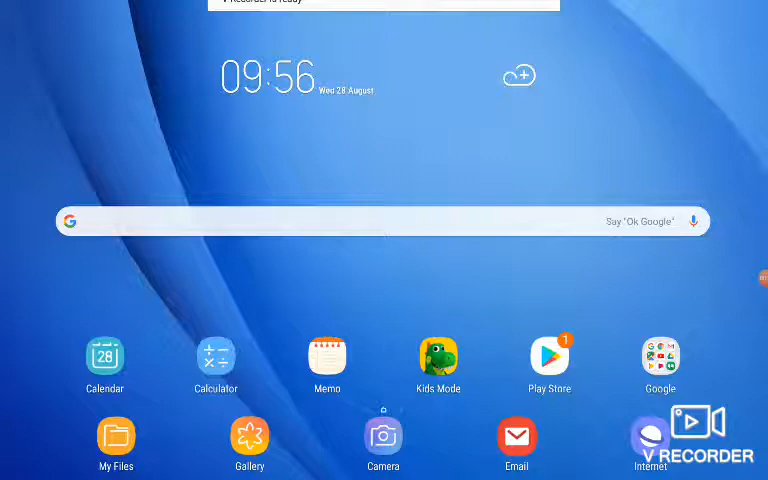 V Recorder is ready
09:56 Wed 28 August
G Say "Ok Google"
28
Calendar Calculator Memo Kids Mode Play Store Google
1
My Files Gallery Camera Email Internet
V RECORDER